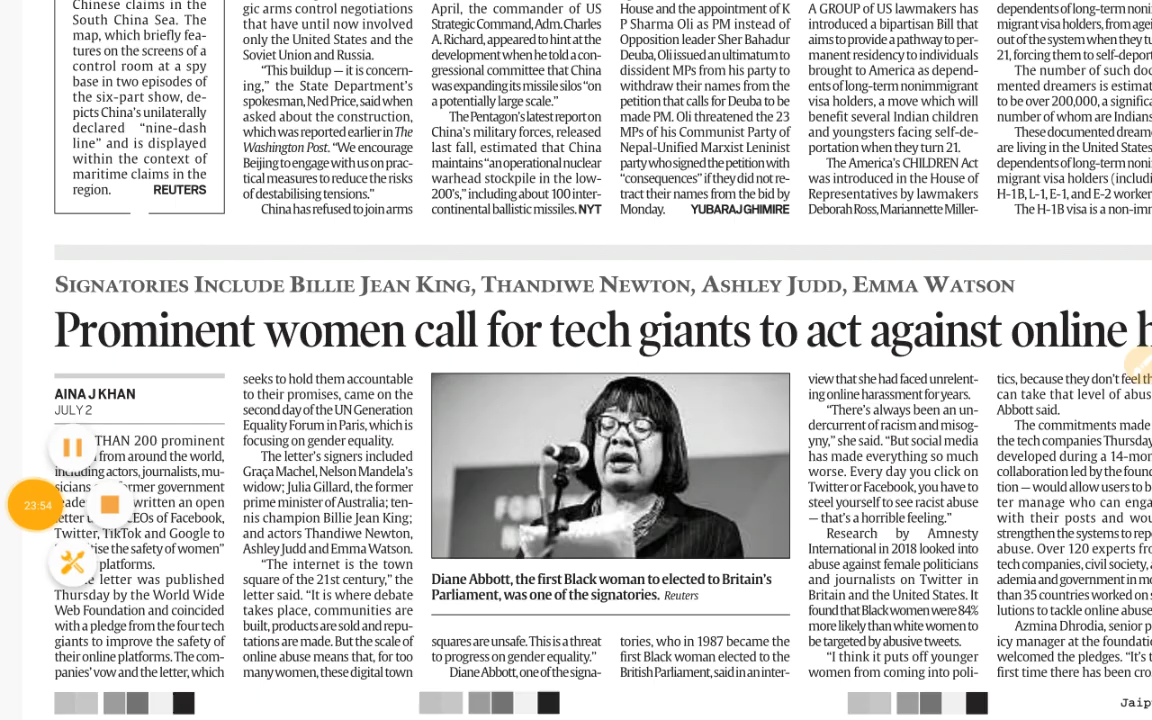 Chinese claims in the
South China Sea. The
map, which briefly fea-
tures on the screens of a
control room at a spy
base in two episodes of
the six-part show, de-
picts China's unilaterally
declared "nine-dash
line" and is displayed
within the context of
maritime claims in the
region. REUTERS
gic arms control negotiations
that have until now involved
only the United States and the
Soviet Union and Russia.
"This buildup — it is concern-
ing," the State Department's
spokesman, Ned Price, said when
asked about the construction,
which was reported earlier in The
Washington Post. "We encourage
Beijing to engage with us on prac-
tical measures to reduce the risks
of destabilising tensions."
China has refused to join arms
April, the commander of US
Strategic Command, Adm. Charles
A. Richard, appeared to hint at the
development when he told a con-
gressional committee that China
was expanding its missile silos "on
a potentially large scale."
The Pentagon's latest report on
China's military forces, released
last fall, estimated that China
maintains "an operational nuclear
warhead stockpile in the low-
200's," including about 100 inter-
continental ballistic missiles. NYT
House and the appointment of K
P Sharma Oli as PM instead of
Opposition leader Sher Bahadur
Deuba, Oli issued an ultimatum to
dissident MPs from his party to
withdraw their names from the
petition that calls for Deuba to be
made PM. Oli threatened the 23
MPs of his Communist Party of
Nepal-Unified Marxist Leninist
party who signed the petition with
"consequences" if they did not re-
tract their names from the bid by
Monday. YUBARAJ GHIMIRE
A GROUP of US lawmakers has
introduced a bipartisan Bill that
aims to provide a pathway to per-
manent residency to individuals
brought to America as depend-
ents of long-term nonimmigrant
visa holders, a move which will
benefit several Indian children
and youngsters facing self-de-
portation when they turn 21.
The America's CHILDREN Act
was introduced in the House of
Representatives by lawmakers
Deborah Ross, Mariannette Miller-
dependents of long-term noni
migrant visa holders, from agei
out of the system when they tu
21, forcing them to self-deport
The number of such doc
mented dreamers is estimat
to be over 200,000, a significa
number of whom are Indians
These documented dreame
are living in the United States
dependents of long-term noni
migrant visa holders (includi
H-1B, L-1, E-1, and E-2 worker
The H-1B visa is a non-imm
SIGNATORIES INCLUDE BILLIE JEAN KING, THANDIWE NEWTON, ASHLEY JUDD, EMMA WATSON
Prominent women call for tech giants to act against online h
AINA J KHAN
JULY 2
THAN 200 prominent
from around the world,
including actors, journalists, mu-
sicians former government
written an open
letter CEOs of Facebook,
Twitter, TikTok and Google to
the safety of women"
platforms.
letter was published
Thursday by the World Wide
Web Foundation and coincided
with a pledge from the four tech
giants to improve the safety of
their online platforms. The com-
panies' vow and the letter, which
seeks to hold them accountable
to their promises, came on the
second day of the UN Generation
Equality Forum in Paris, which is
focusing on gender equality.
The letter's signers included
Graça Machel, Nelson Mandela's
widow; Julia Gillard, the former
prime minister of Australia; ten-
nis champion Billie Jean King;
and actors Thandiwe Newton,
Ashley Judd and Emma Watson.
"The internet is the town
square of the 21st century," the
letter said. "It is where debate
takes place, communities are
built, products are sold and repu-
tations are made. But the scale of
online abuse means that, for too
many women, these digital town
Diane Abbott, the first Black woman to elected to Britain's
Parliament, was one of the signatories. Reuters
squares are unsafe. This is a threat
to progress on gender equality."
Diane Abbott, one of the signa-
tories, who in 1987 became the
first Black woman elected to the
British Parliament, said in an inter-
view that she had faced unrelent-
ing online harassment for years.
"There's always been an un-
dercurrent of racism and misog-
yny," she said. "But social media
has made everything so much
worse. Every day you click on
Twitter or Facebook, you have to
steel yourself to see racist abuse
— that's a horrible feeling."
Research by Amnesty
International in 2018 looked into
abuse against female politicians
and journalists on Twitter in
Britain and the United States. It
found that Black women were 84%
more likely than white women to
be targeted by abusive tweets.
"I think it puts off younger
women from coming into poli-
tics, because they don't feel th
can take that level of abus
Abbott said.
The commitments made
the tech companies Thursday
developed during a 14-mon
collaboration led by the found
tion — would allow users to b
ter manage who can enga
with their posts and wou
strengthen the systems to repo
abuse. Over 120 experts fro
tech companies, civil society, a
ademia and government in mo
than 35 countries worked on s
lutions to tackle online abuse
Azmina Dhrodia, senior p
icy manager at the foundatio
welcomed the pledges. "It's t
first time there has been cro
23:54
Jaip